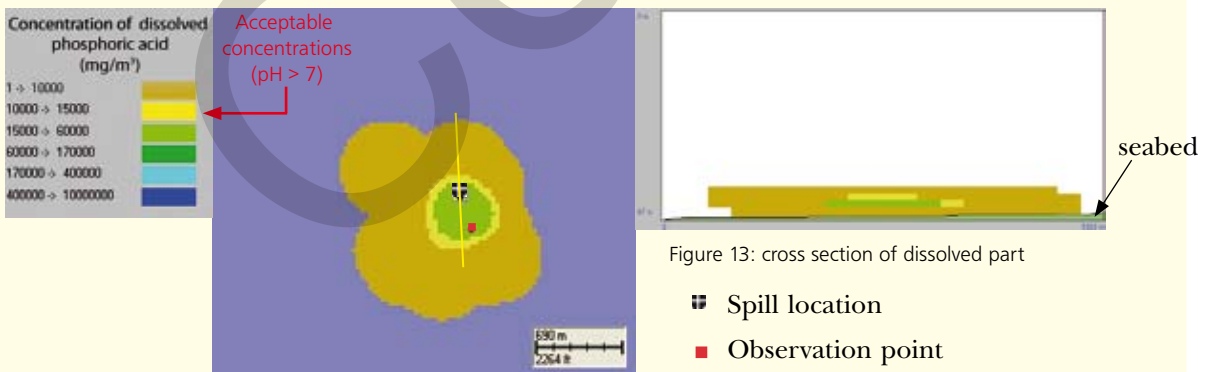 Concentration of dissolved
phosphoric acid
(mg/m³)
1 -> 10000
10000 -> 15000
15000 -> 60000
60000 -> 170000
170000 -> 400000
400000 -> 10000000
Acceptable
concentrations
(pH > 7)
690 m
2264 ft
seabed
Figure 13: cross section of dissolved part
Spill location
Observation point